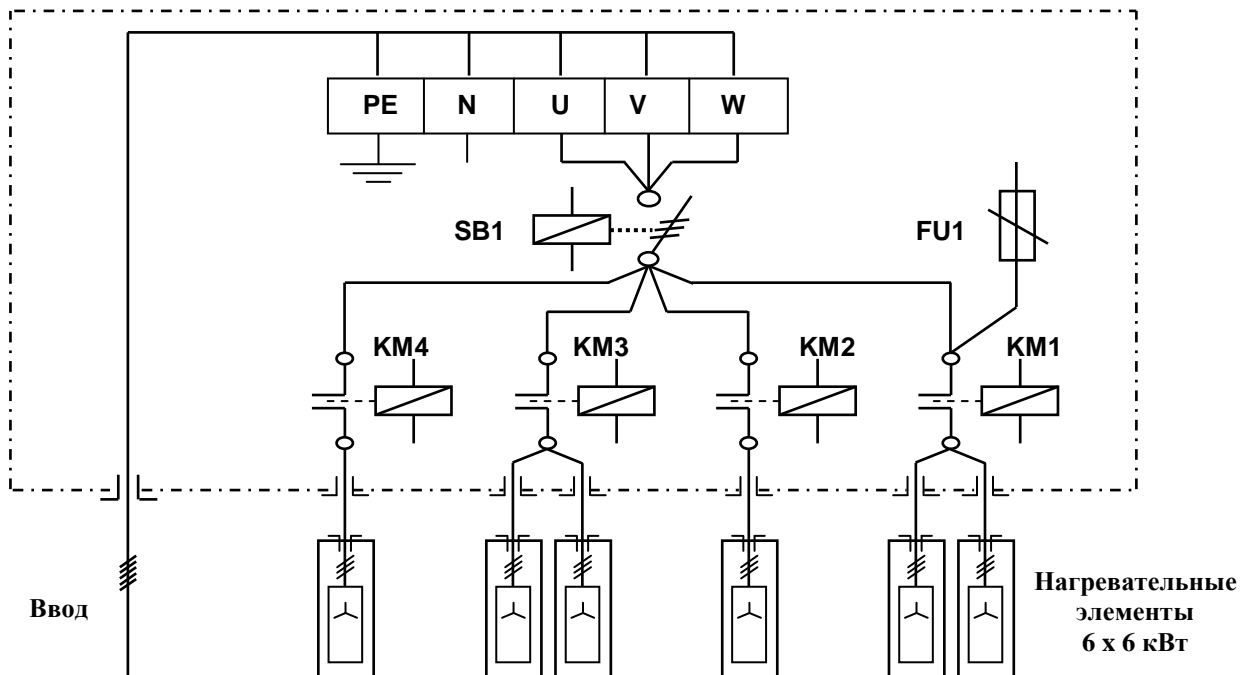 PE N U V W
SB1
FU1
KM4 KM3 KM2 KM1
Ввод
Нагревательные
элементы
6 x 6 кВт